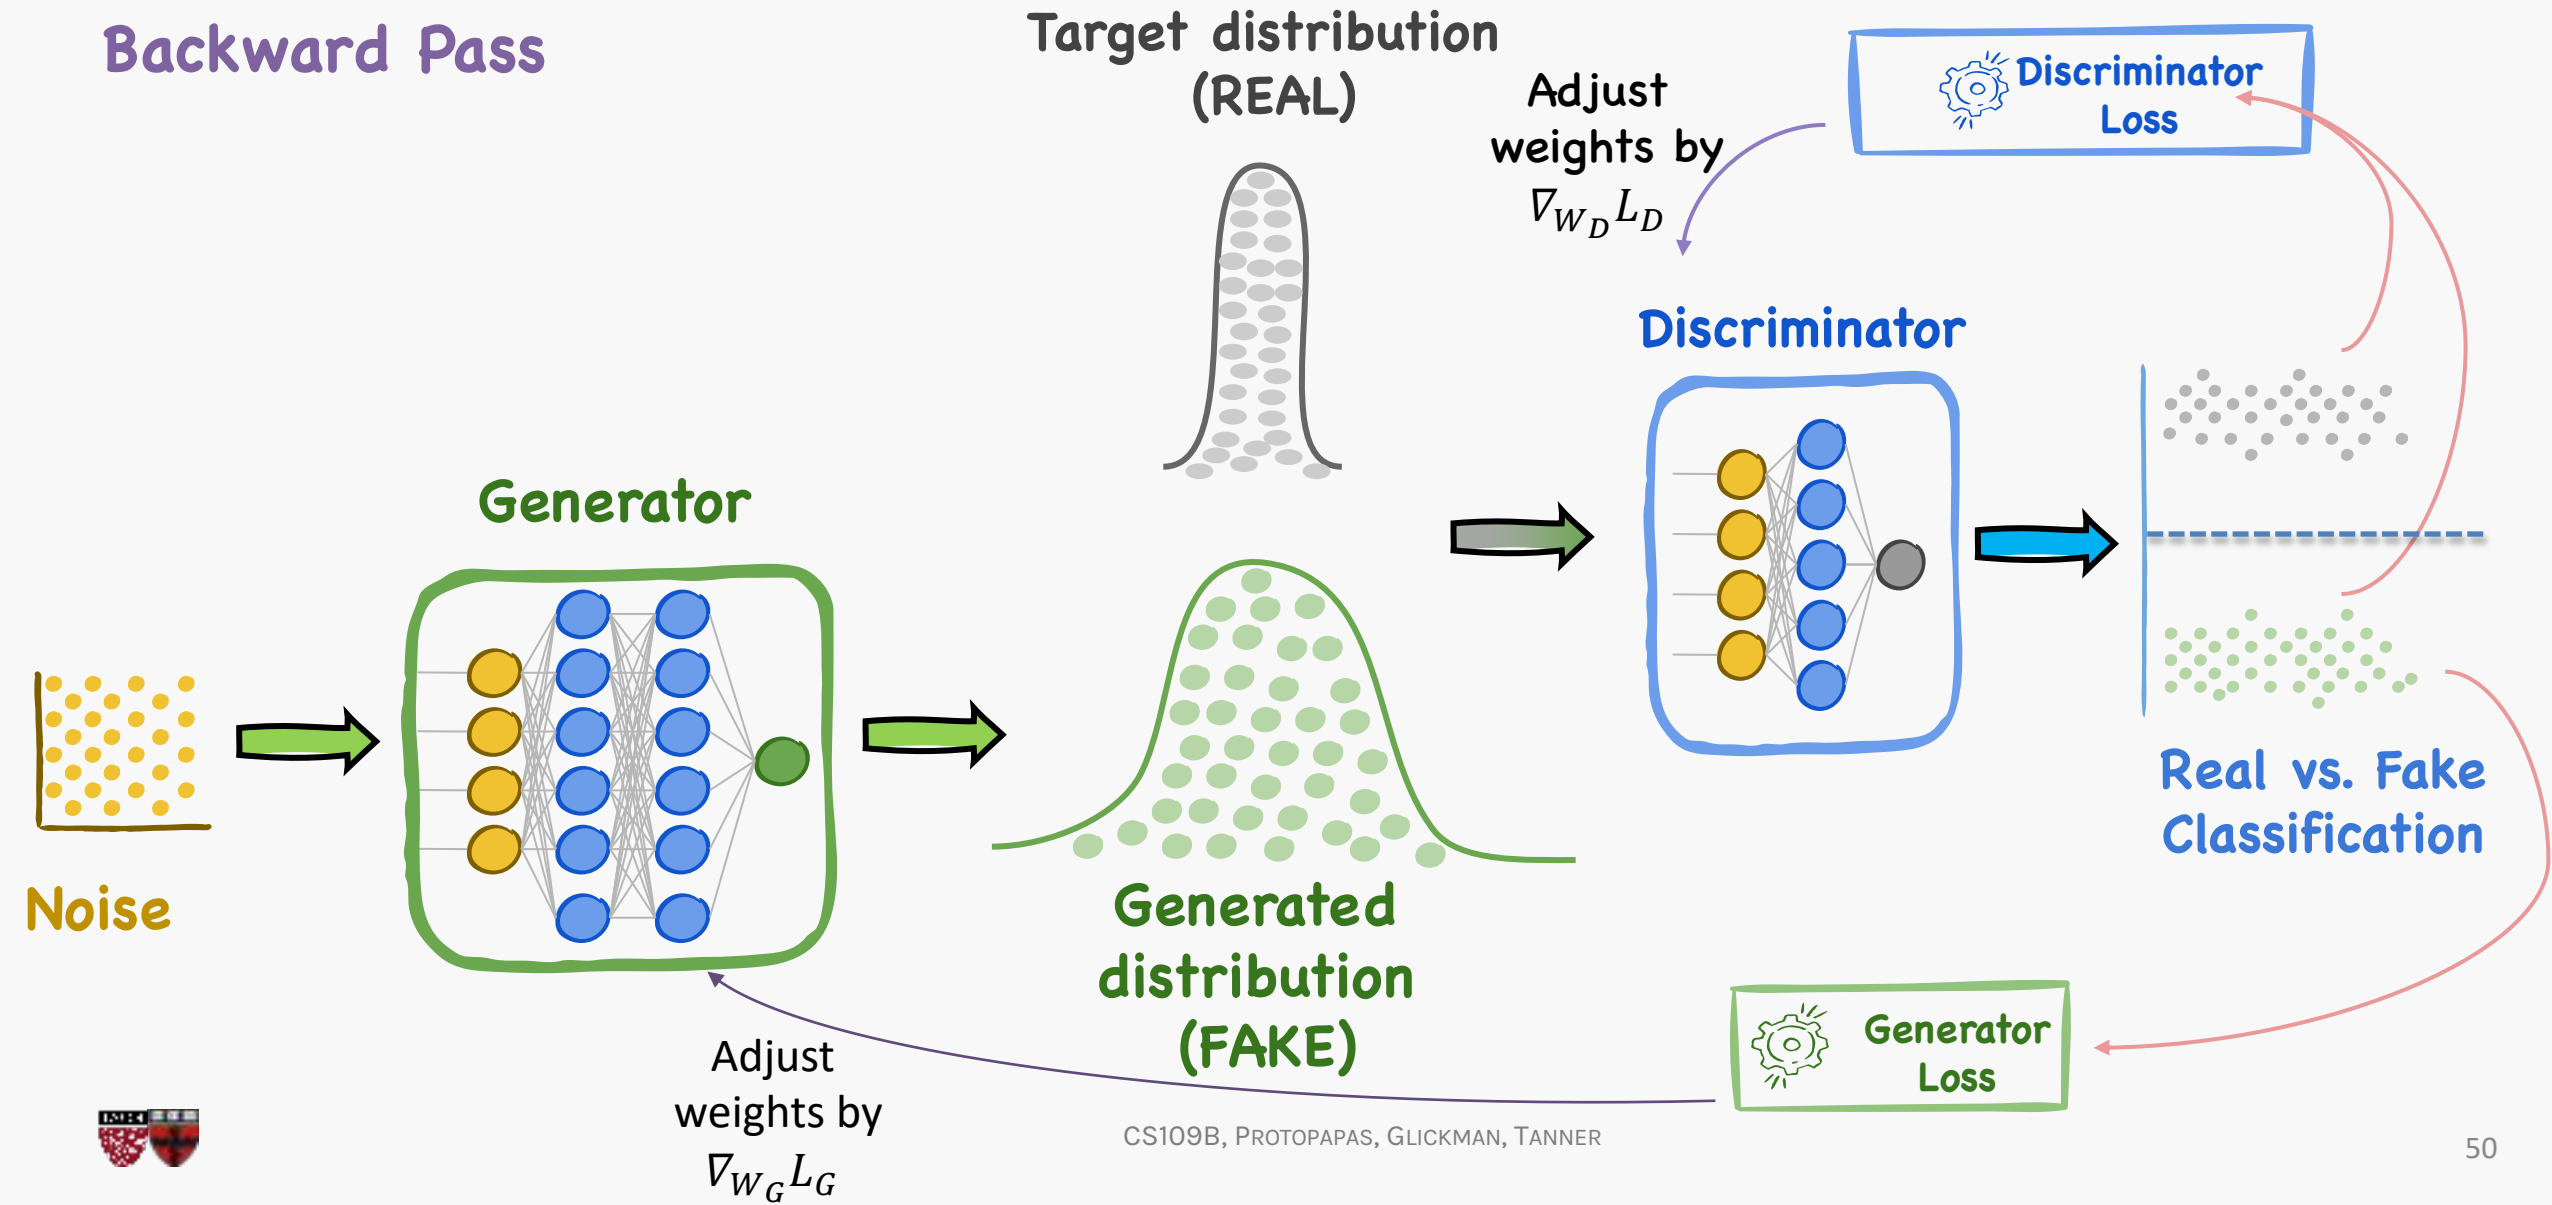 Backward Pass
Target distribution
(REAL)
Adjust
weights by
∇_{W_D} L_D
Discriminator
Loss
Discriminator
Generator
Noise
Generated
distribution
(FAKE)
Real vs. Fake
Classification
Generator
Loss
Adjust
weights by
∇_{W_G} L_G
CS109B, PROTOPAPAS, GLICKMAN, TANNER
50